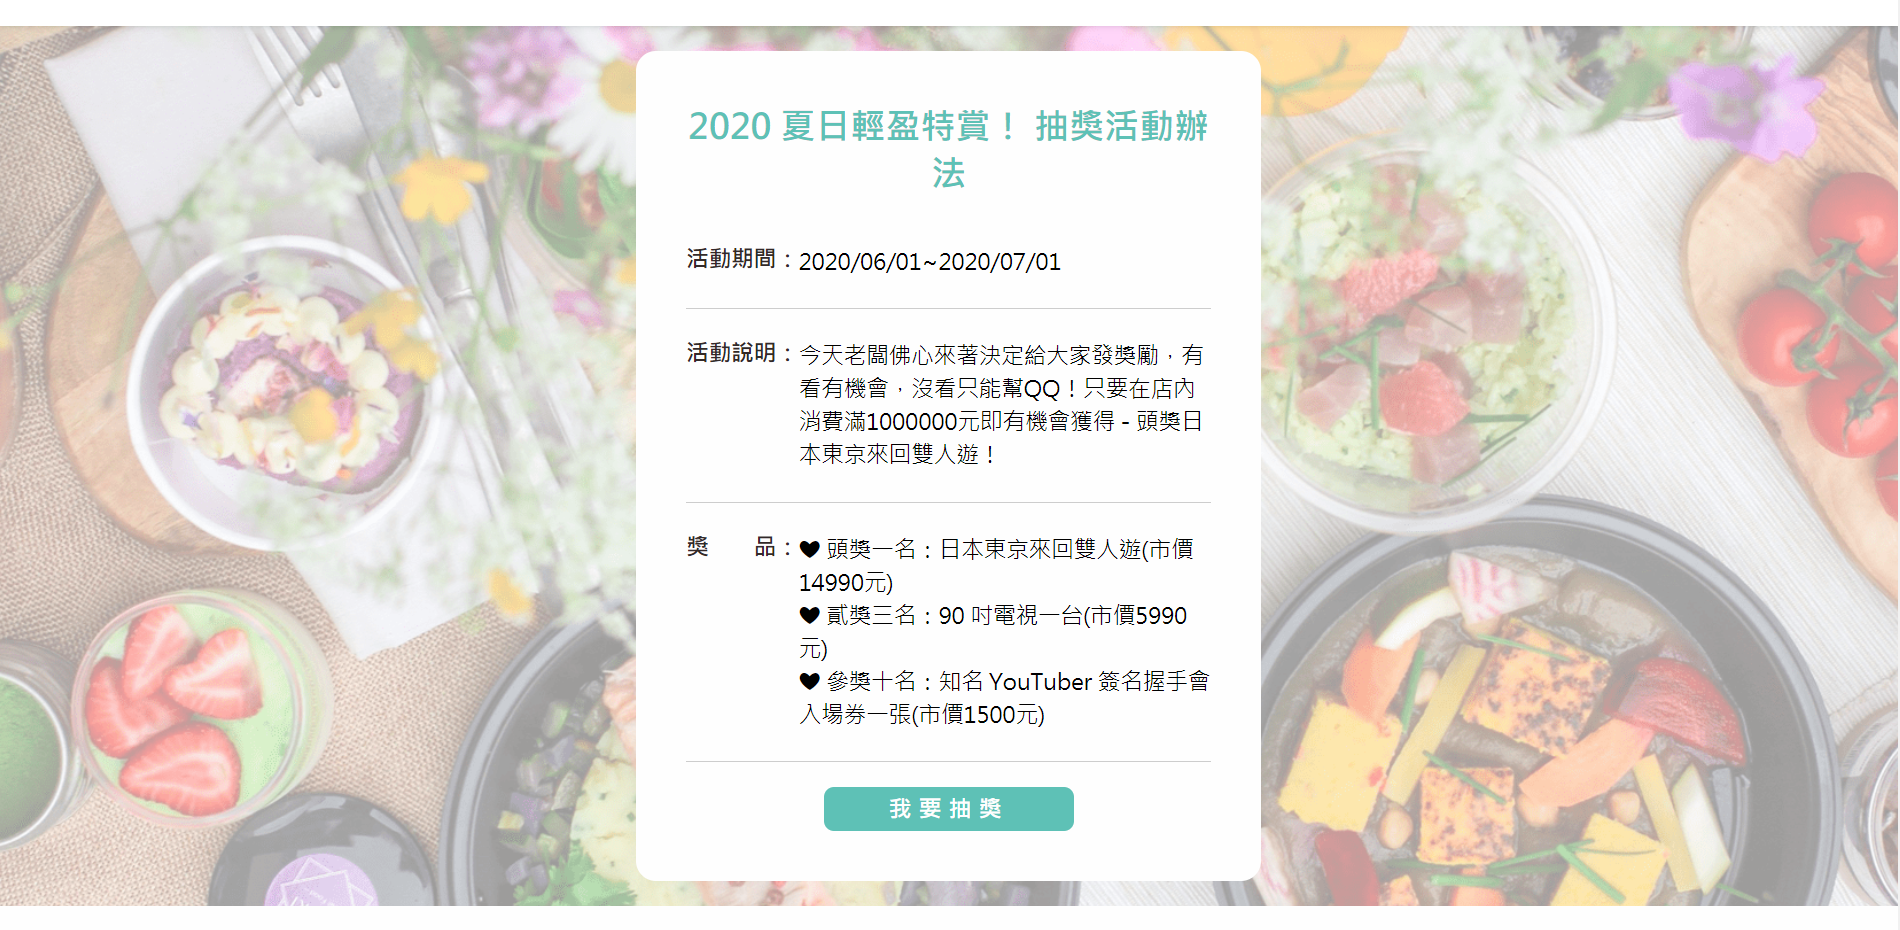 2020 夏日輕盈特賞！ 抽獎活動辦
法
活動期間：2020/06/01~2020/07/01
活動說明：今天老闆佛心來著決定給大家發獎勵，有
看有機會，沒看只能幫QQ！只要在店內
消費滿1000000元即有機會獲得 - 頭獎日
本東京來回雙人遊！
獎　　品：♥ 頭獎一名：日本東京來回雙人遊(市價
14990元)
♥ 貳獎三名：90 吋電視一台(市價5990
元)
♥ 參獎十名：知名 YouTuber 簽名握手會
入場券一張(市價1500元)
我要抽獎